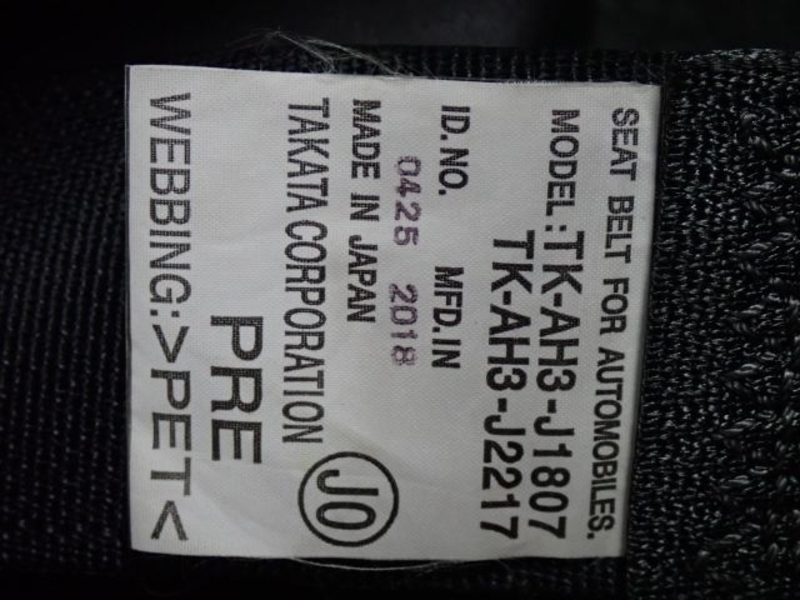 SEAT BELT FOR AUTOMOBILES.
MODEL:TK-AH3-J1807
TK-AH3-J2217
ID.NO. MFD.IN
0425 2018
MADE IN JAPAN
TAKATA CORPORATION
JO
PRE
WEBBING:>PET<